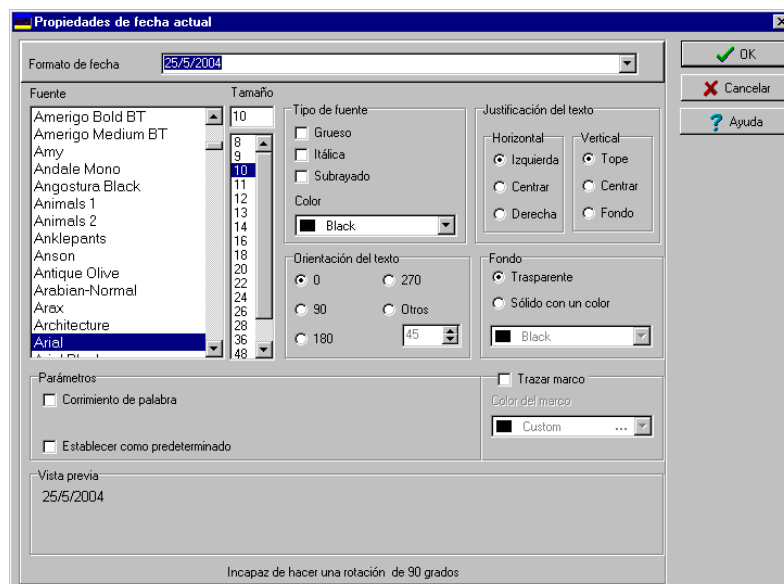 Propiedades de fecha actual
Formato de fecha
25/5/2004
OK
Cancelar
Ayuda
Fuente
Amerigo Bold BT
Amerigo Medium BT
Amy
Andale Mono
Angostura Black
Animals 1
Animals 2
Anklepants
Anson
Antique Olive
Arabian-Normal
Arax
Architecture
Arial
Tamaño
10
8
9
10
11
12
13
14
16
18
20
22
24
26
28
36
48
Tipo de fuente
Grueso
Itálica
Subrayado
Color
Black
Justificación del texto
Horizontal
Izquierda
Centrar
Derecha
Vertical
Tope
Centrar
Fondo
Orientación del texto
0
270
90
Otros
180
45
Fondo
Trasparente
Sólido con un color
Black
Parámetros
Corrimiento de palabra
Establecer como predeterminado
Trazar marco
Color del marco
Custom ...
Vista previa
25/5/2004
Incapaz de hacer una rotación de 90 grados